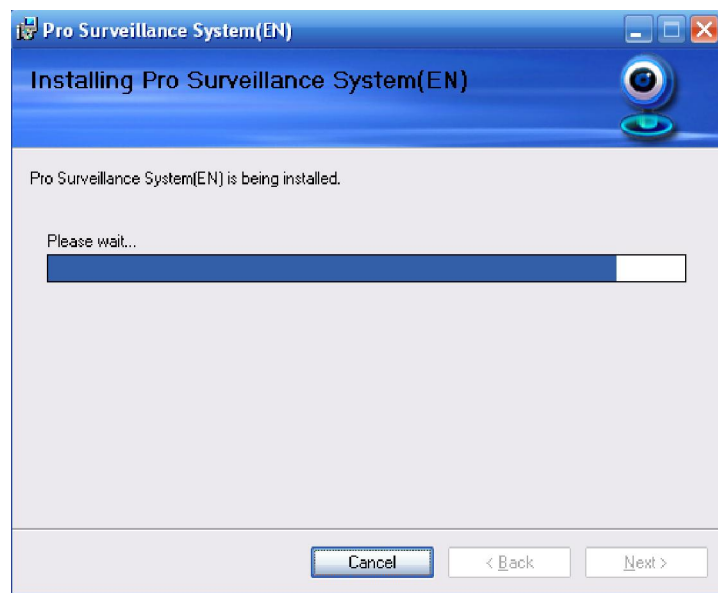 Pro Surveillance System(EN)
Installing Pro Surveillance System(EN)
Pro Surveillance System(EN) is being installed.
Please wait...
Cancel
< Back
Next >